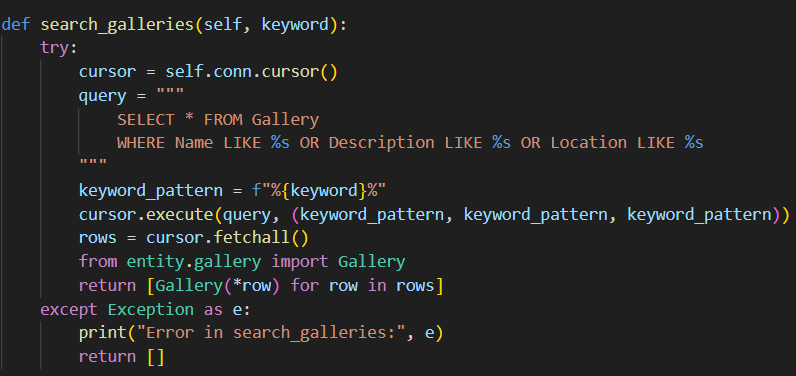 def search_galleries(self, keyword):
    try:
        cursor = self.conn.cursor()
        query = """
            SELECT * FROM Gallery
            WHERE Name LIKE %s OR Description LIKE %s OR Location LIKE %s
        """
        keyword_pattern = f"%{keyword}%"
        cursor.execute(query, (keyword_pattern, keyword_pattern, keyword_pattern))
        rows = cursor.fetchall()
        from entity.gallery import Gallery
        return [Gallery(*row) for row in rows]
    except Exception as e:
        print("Error in search_galleries:", e)
        return []